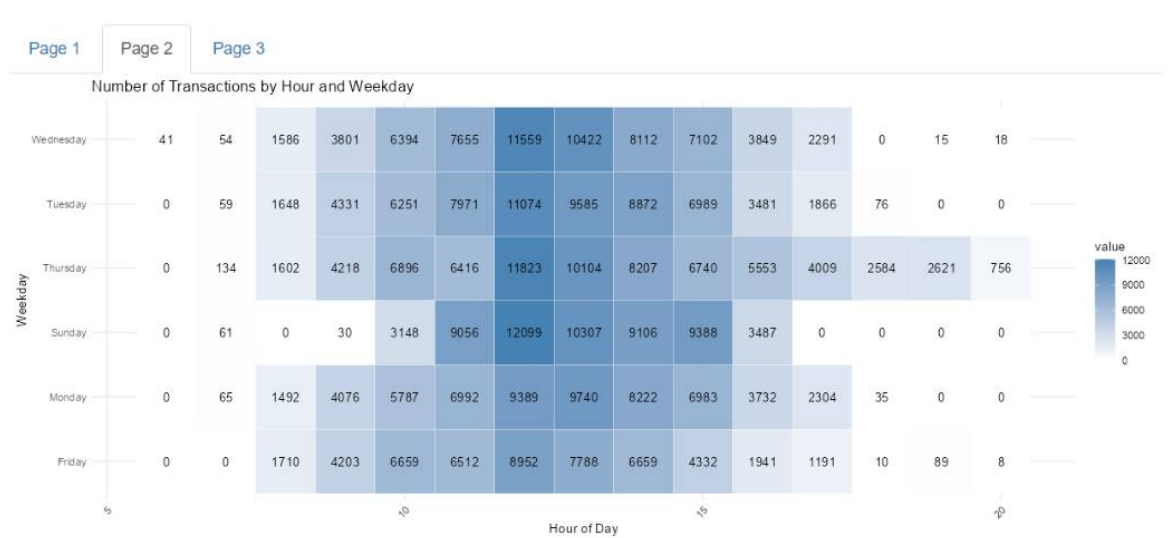 Page 1 Page 2 Page 3
Number of Transactions by Hour and Weekday
Wednesday 41 54 1586 3801 6394 7655 11559 10422 8112 7102 3849 2291 0 15 18
Tuesday 0 59 1648 4331 6251 7971 11074 9585 8872 6989 3481 1866 76 0 0
Thursday 0 134 1602 4218 6896 6416 11823 10104 8207 6740 5553 4009 2584 2621 756
Sunday 0 61 0 30 3148 9056 12099 10307 9106 9388 3487 0 0 0 0
Monday 0 65 1492 4076 5787 6992 9389 9740 8222 6983 3732 2304 35 0 0
Friday 0 0 1710 4203 6659 6512 8952 7788 6659 4332 1941 1191 10 89 8
Weekday
5 10 15 20
Hour of Day
value
12000
9000
6000
3000
0